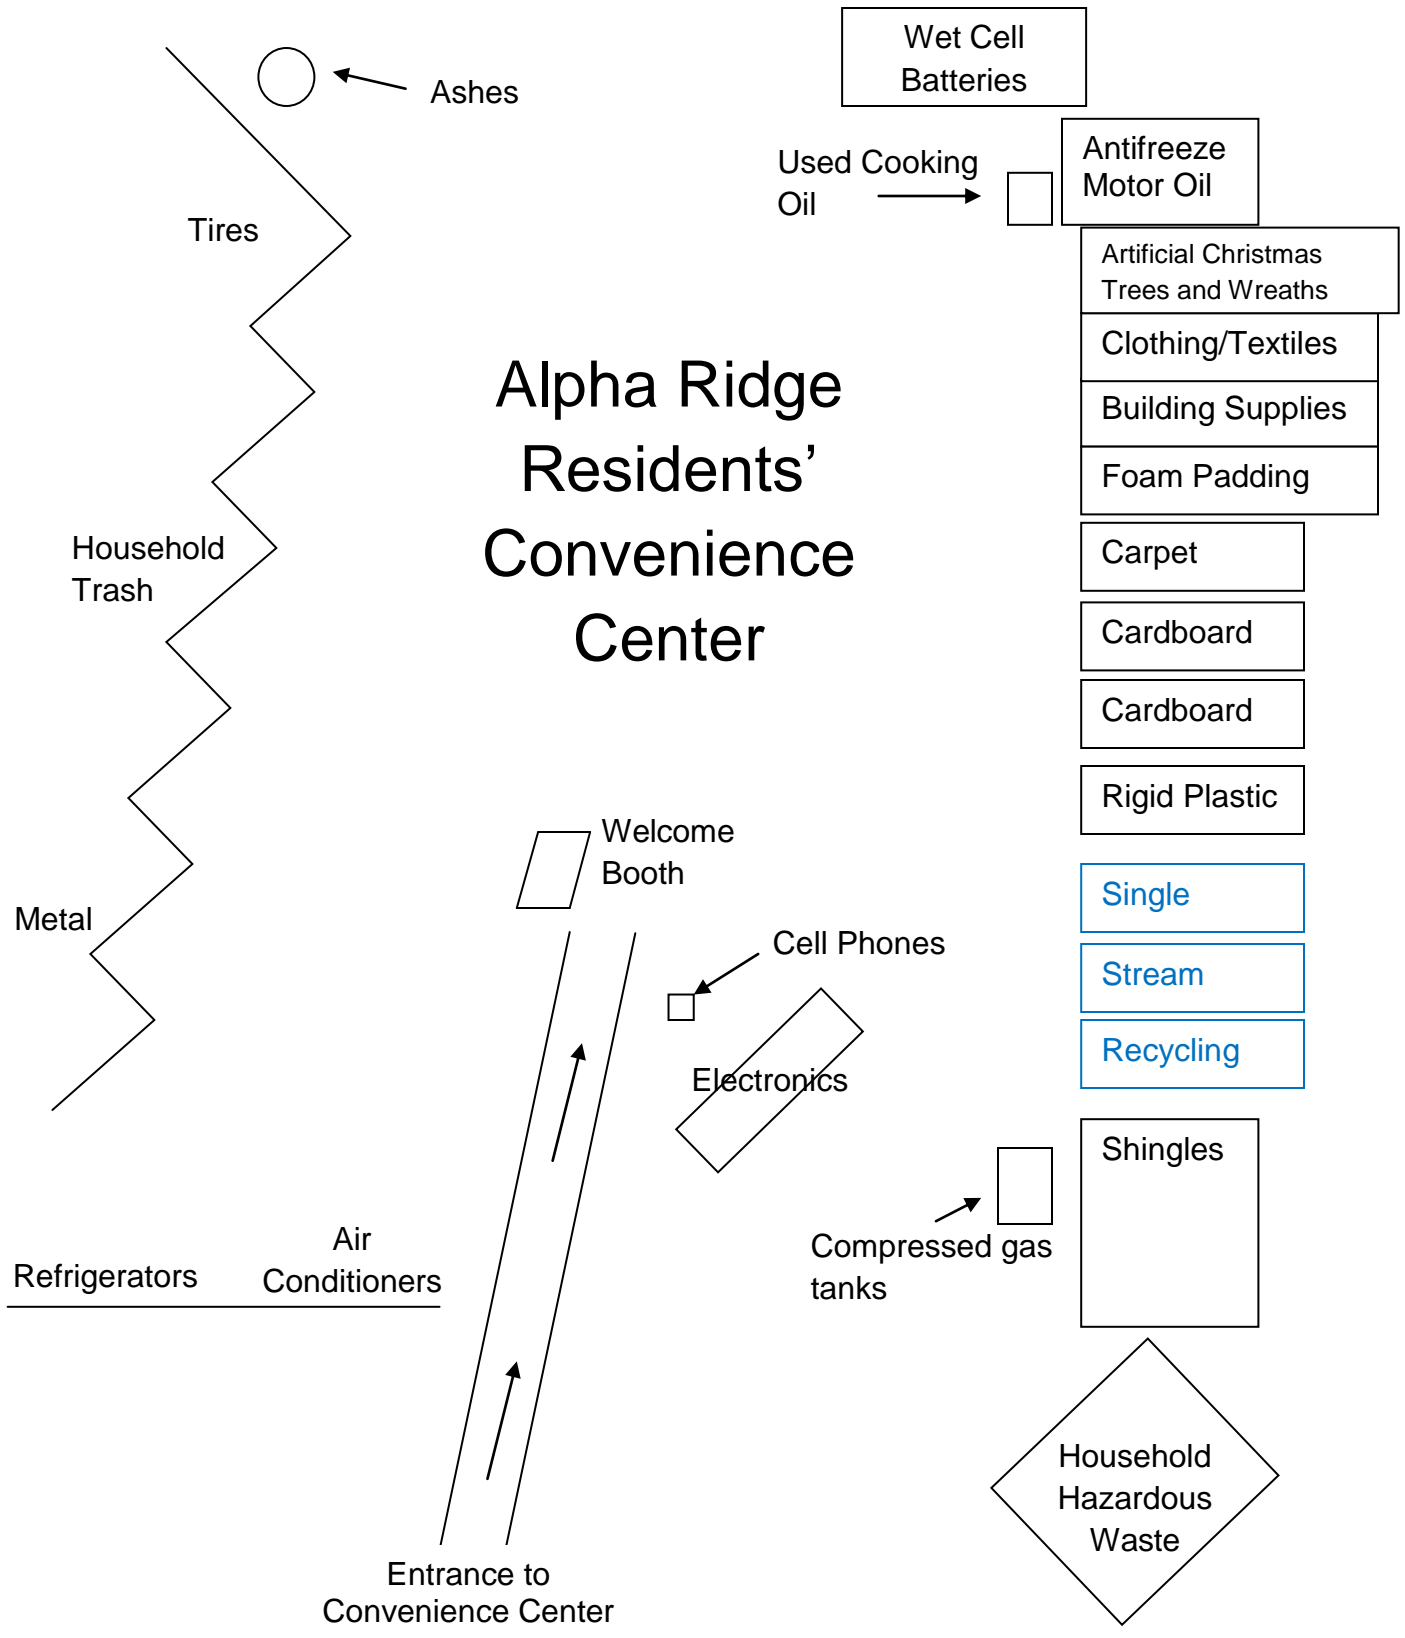 Wet Cell
Batteries
Ashes
Antifreeze
Motor Oil
Used Cooking
Oil
Tires
Artificial Christmas
Trees and Wreaths
Clothing/Textiles
Building Supplies
Foam Padding
Alpha Ridge
Residents’
Convenience
Center
Household
Trash
Carpet
Cardboard
Cardboard
Rigid Plastic
Welcome
Booth
Single
Stream
Recycling
Metal
Cell Phones
Electronics
Shingles
Compressed gas
tanks
Refrigerators
Air
Conditioners
Household
Hazardous
Waste
Entrance to
Convenience Center